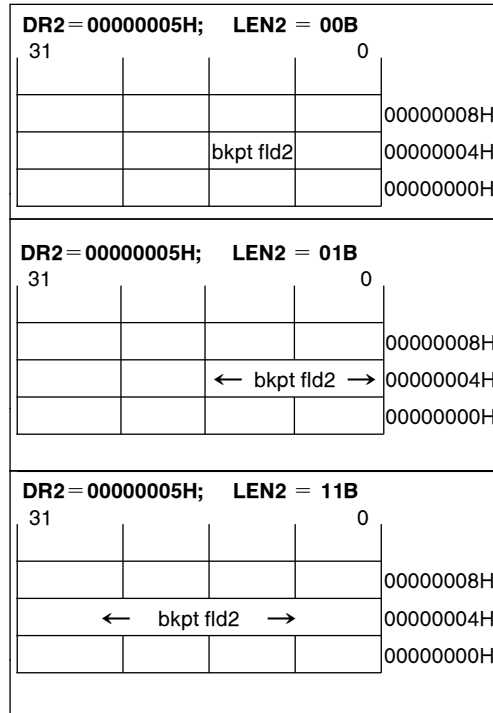 DR2=00000005H; LEN2 = 00B
31 0
00000008H
bkpt fld2 00000004H
00000000H
DR2=00000005H; LEN2 = 01B
31 0
00000008H
← bkpt fld2 → 00000004H
00000000H
DR2=00000005H; LEN2 = 11B
31 0
00000008H
← bkpt fld2 → 00000004H
00000000H